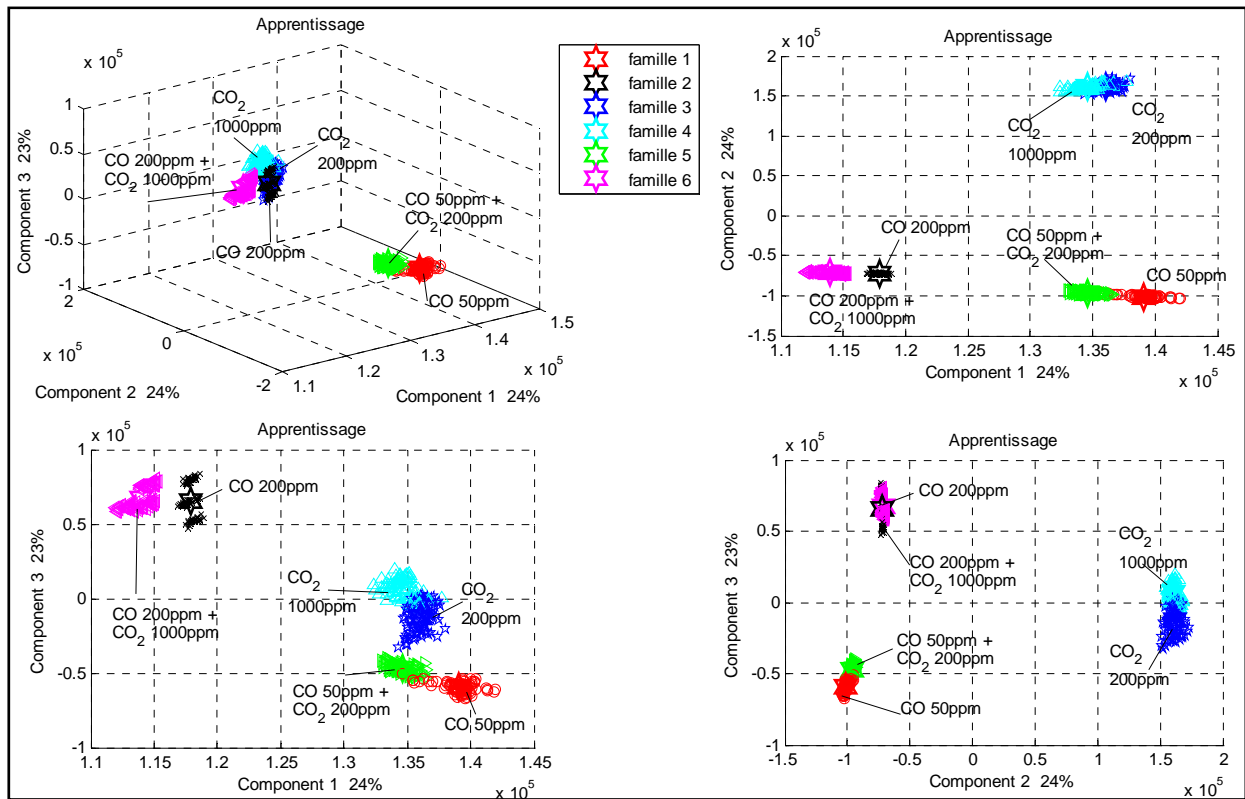 Apprentissage
x 10^5
1
0.5
0
-0.5
-1
Component 3 23%
CO2
1000ppm
CO2
200ppm
CO 200ppm +
CO2 1000ppm
CO 200ppm
CO 50ppm +
CO2 200ppm
CO 50ppm
2
0
-2
x 10^5
Component 2 24%
1.1
1.2
1.3
1.4
1.5
x 10^5
Component 1 24%
famille 1
famille 2
famille 3
famille 4
famille 5
famille 6
x 10^5
Apprentissage
2
1.5
1
0.5
0
-0.5
-1
-1.5
Component 2 24%
CO2
1000ppm
CO2
200ppm
CO 200ppm
CO 50ppm +
CO2 200ppm
CO 50ppm
CO 200ppm +
CO2 1000ppm
1.1 1.15 1.2 1.25 1.3 1.35 1.4 1.45
Component 1 24%
x 10^5
x 10^5
Apprentissage
1
0.5
0
-0.5
-1
Component 3 23%
CO 200ppm
CO2
1000ppm
CO2
200ppm
CO 200ppm +
CO2 1000ppm
CO 50ppm +
CO2 200ppm
CO 50ppm
1.1 1.15 1.2 1.25 1.3 1.35 1.4 1.45
Component 1 24%
x 10^5
x 10^5
Apprentissage
1
0.5
0
-0.5
-1
Component 3 23%
CO 200ppm
CO2
1000ppm
CO 200ppm +
CO2 1000ppm
CO 50ppm +
CO2 200ppm
CO2
200ppm
CO 50ppm
-1.5 -1 -0.5 0 0.5 1 1.5 2
Component 2 24%
x 10^5